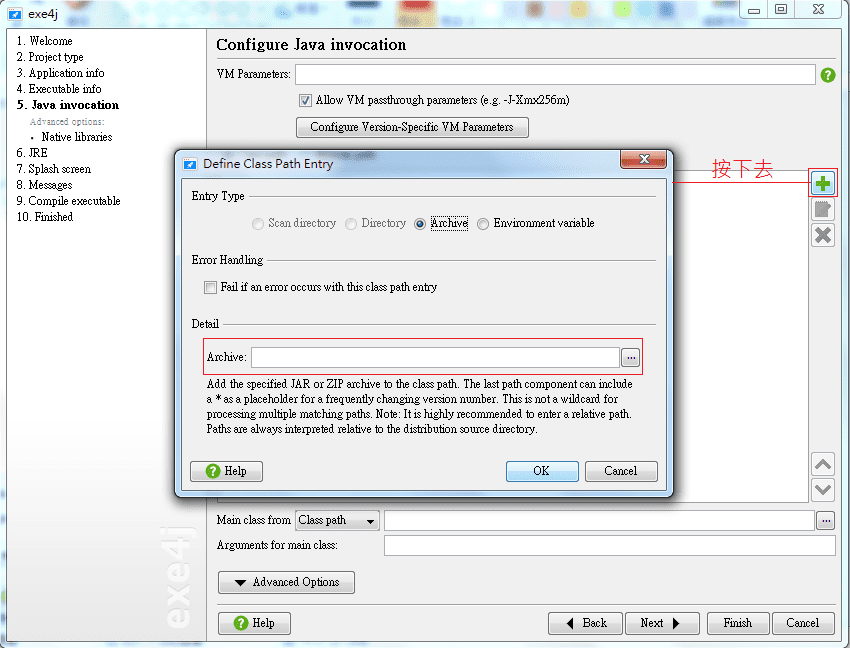 exe4j
1. Welcome
2. Project type
3. Application info
4. Executable info
5. Java invocation
Advanced options:
• Native libraries
6. JRE
7. Splash screen
8. Messages
9. Compile executable
10. Finished
exe4j
Configure Java invocation
VM Parameters:
Allow VM passthrough parameters (e.g. -J-Xmx256m)
Configure Version-Specific VM Parameters
按下去
Define Class Path Entry
Entry Type
Scan directory Directory Archive Environment variable
Error Handling
Fail if an error occurs with this class path entry
Detail
Archive: ...
Add the specified JAR or ZIP archive to the class path. The last path component can include
a * as a placeholder for a frequently changing version number. This is not a wildcard for
processing multiple matching paths. Note: It is highly recommended to enter a relative path.
Paths are always interpreted relative to the distribution source directory.
? Help OK Cancel
Main class from Class path ...
Arguments for main class:
Advanced Options
? Help Back Next Finish Cancel